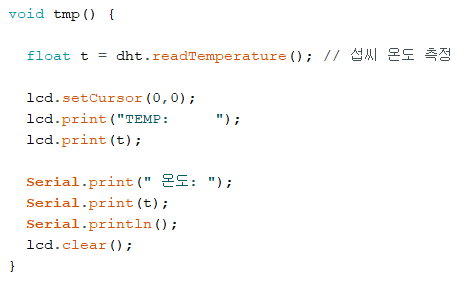 void tmp() {
float t = dht.readTemperature(); // 섭씨 온도 측정
lcd.setCursor(0,0);
lcd.print("TEMP:     ");
lcd.print(t);
Serial.print(" 온도: ");
Serial.print(t);
Serial.println();
lcd.clear();
}